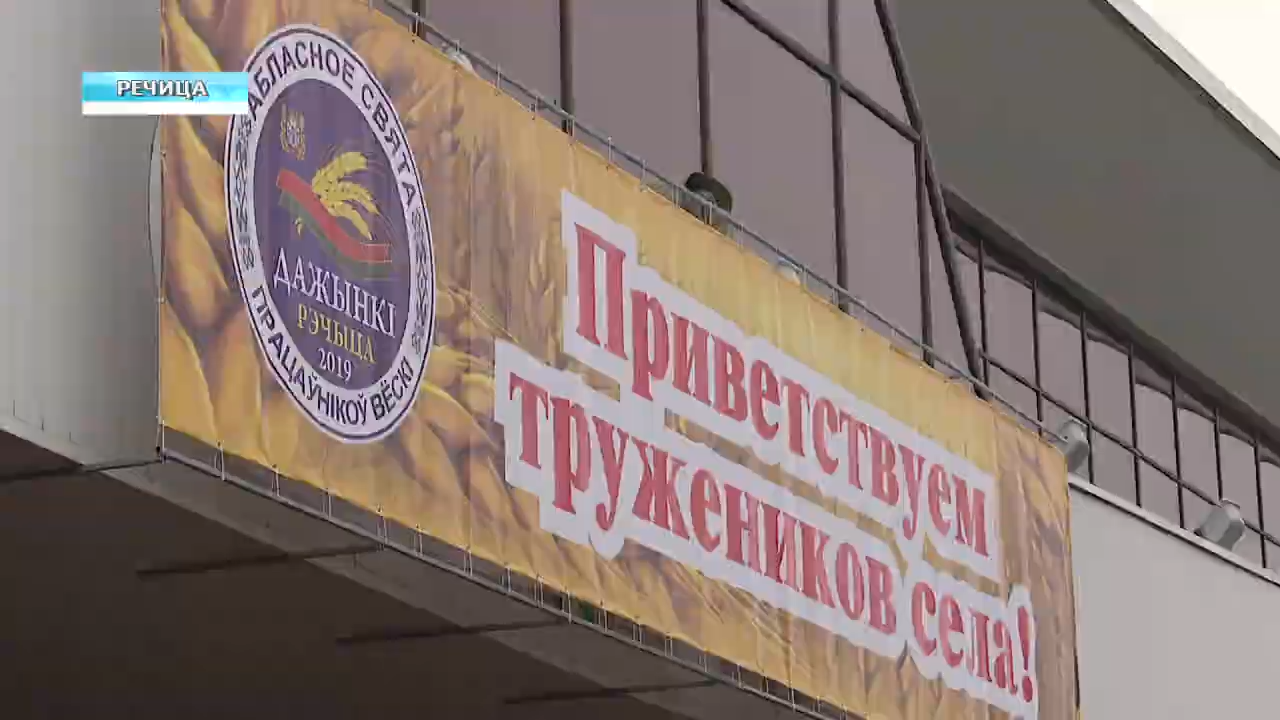 РЕЧИЦА
АБЛАСНОЕ СВЯТА
ДАЖЫНКІ
РЭЧЫЦА
2019
ПРАЦАЎНІКОЎ ВЁСКІ
Приветствуем
тружеников села!